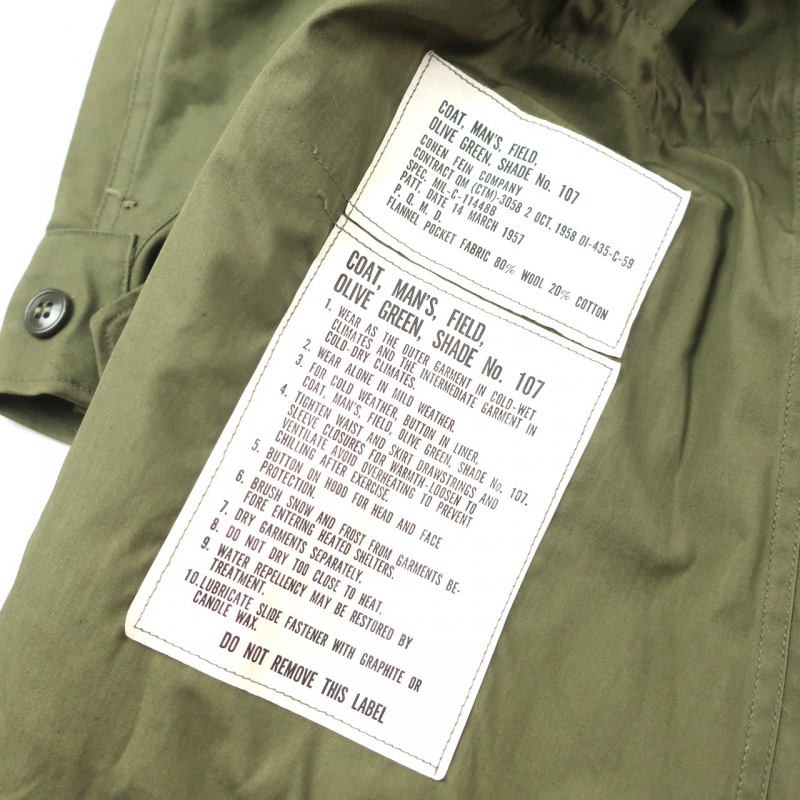 COAT, MAN'S, FIELD,
OLIVE GREEN, SHADE No. 107
COHEN FEIN COMPANY
CONTRACT QM (CTM)-3058 2 OCT. 1958 OI-435-C-59
SPEC. MIL-C-11448B
PATT. DATE 14 MARCH 1957
P. Q. M. D.
FLANNEL POCKET FABRIC 80% WOOL 20% COTTON
COAT, MAN'S, FIELD,
OLIVE GREEN, SHADE No. 107
1. WEAR AS THE OUTER GARMENT IN COLD-WET
CLIMATES AND THE INTERMEDIATE GARMENT IN
COLD-DRY CLIMATES.
2. WEAR ALONE IN MILD WEATHER.
3. FOR COLD WEATHER, BUTTON IN LINER,
COAT, MAN'S, FIELD, OLIVE GREEN, SHADE No. 107.
4. TIGHTEN WAIST AND SKIRT DRAWSTRINGS AND
SLEEVE CLOSURES FOR WARMTH-LOOSEN TO
VENTILATE AVOID OVERHEATING TO PREVENT
CHILLING AFTER EXERCISE.
5. BUTTON ON HOOD FOR HEAD AND FACE
PROTECTION.
6. BRUSH SNOW AND FROST FROM GARMENTS BE-
FORE ENTERING HEATED SHELTERS.
7. DRY GARMENTS SEPARATELY.
8. DO NOT DRY TOO CLOSE TO HEAT.
9. WATER REPELLENCY MAY BE RESTORED BY
TREATMENT.
10. LUBRICATE SLIDE FASTENER WITH GRAPHITE OR
CANDLE WAX.
DO NOT REMOVE THIS LABEL